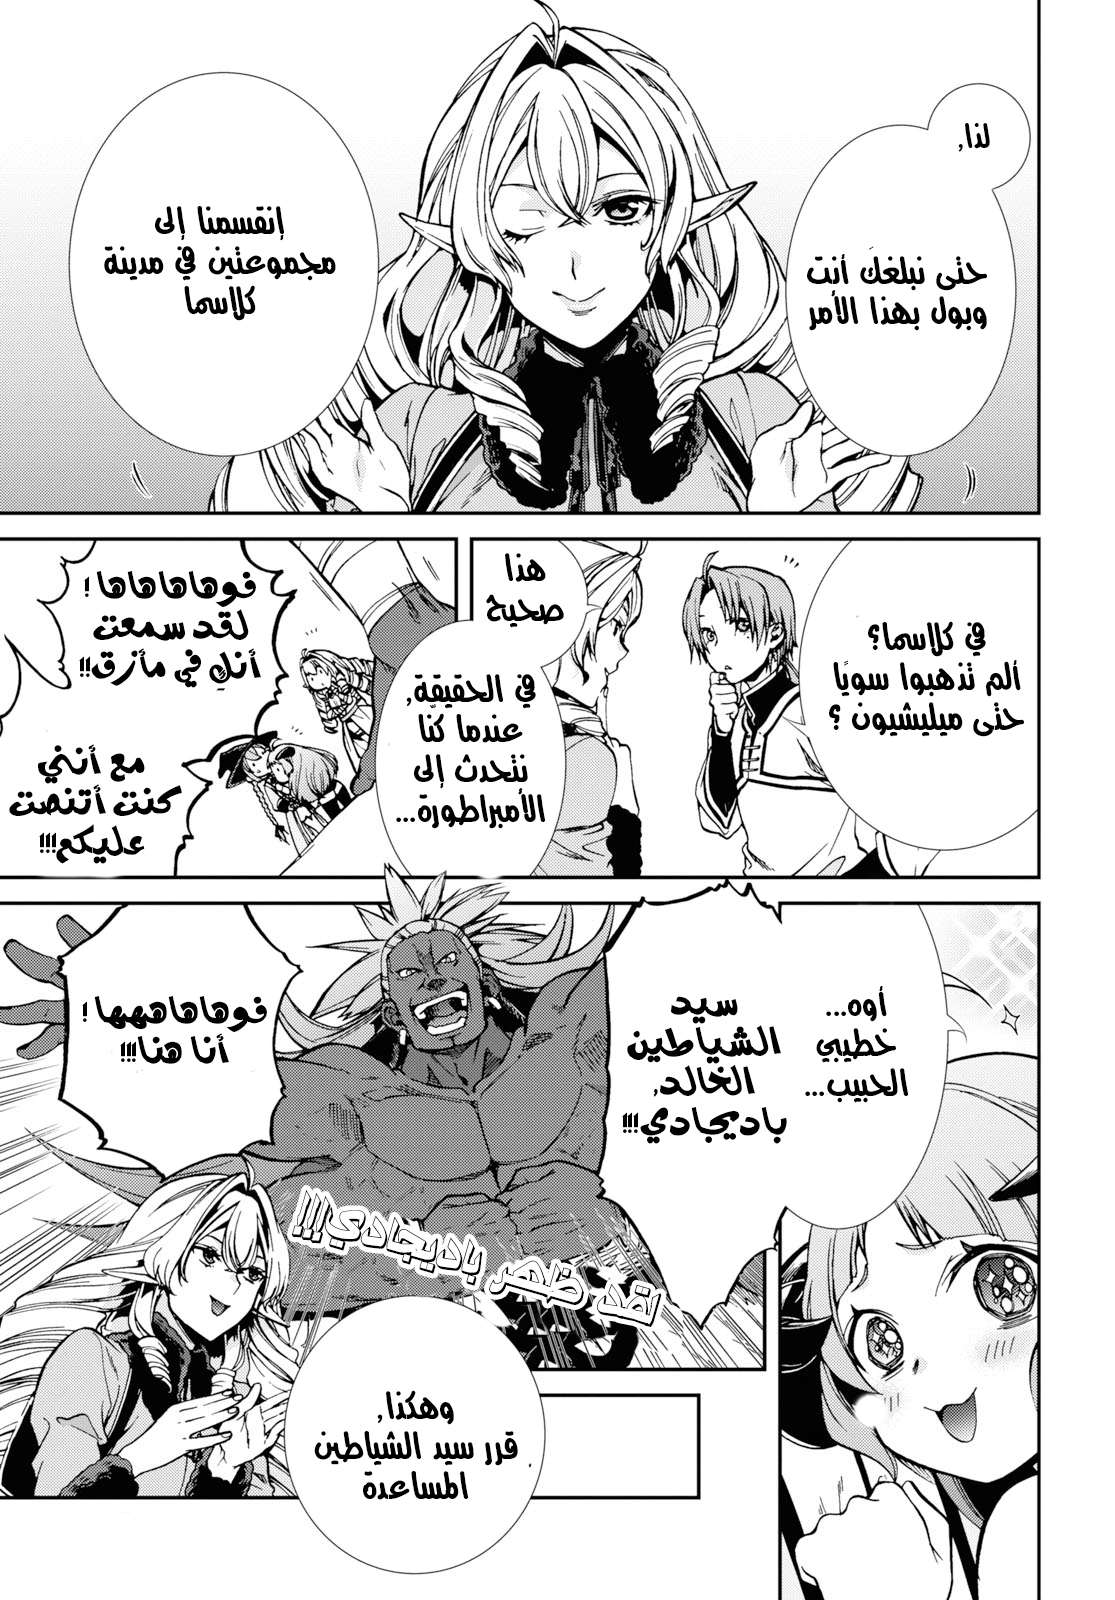 لذا,
حتى نبلغكَ أنت
وبول بهذا الأمر
إنقسمنا إلى
مجموعتين في مدينة
كلاسما
في كلاسما؟
ألم تذهبوا سويًا
حتى ميليشيون ؟
هذا
صحيح
في الحقيقة,
عندما كنّا
نتحدث إلى
الأمبراطورة...
فوهاهاهاها !
لقد سمعت
أنكِ في مأزق!!
مع أنني
كنت أتنصت
عليكم!!!
أوه...
خطيبي
الحبيب...
سيد
الشياطين
الخالد,
باديجادي!!!
فوهاهاهههها !
أنا هنا!!!
لقد ظهر باديجادي!!!
وهكذا,
قرر سيد الشياطين
المساعدة